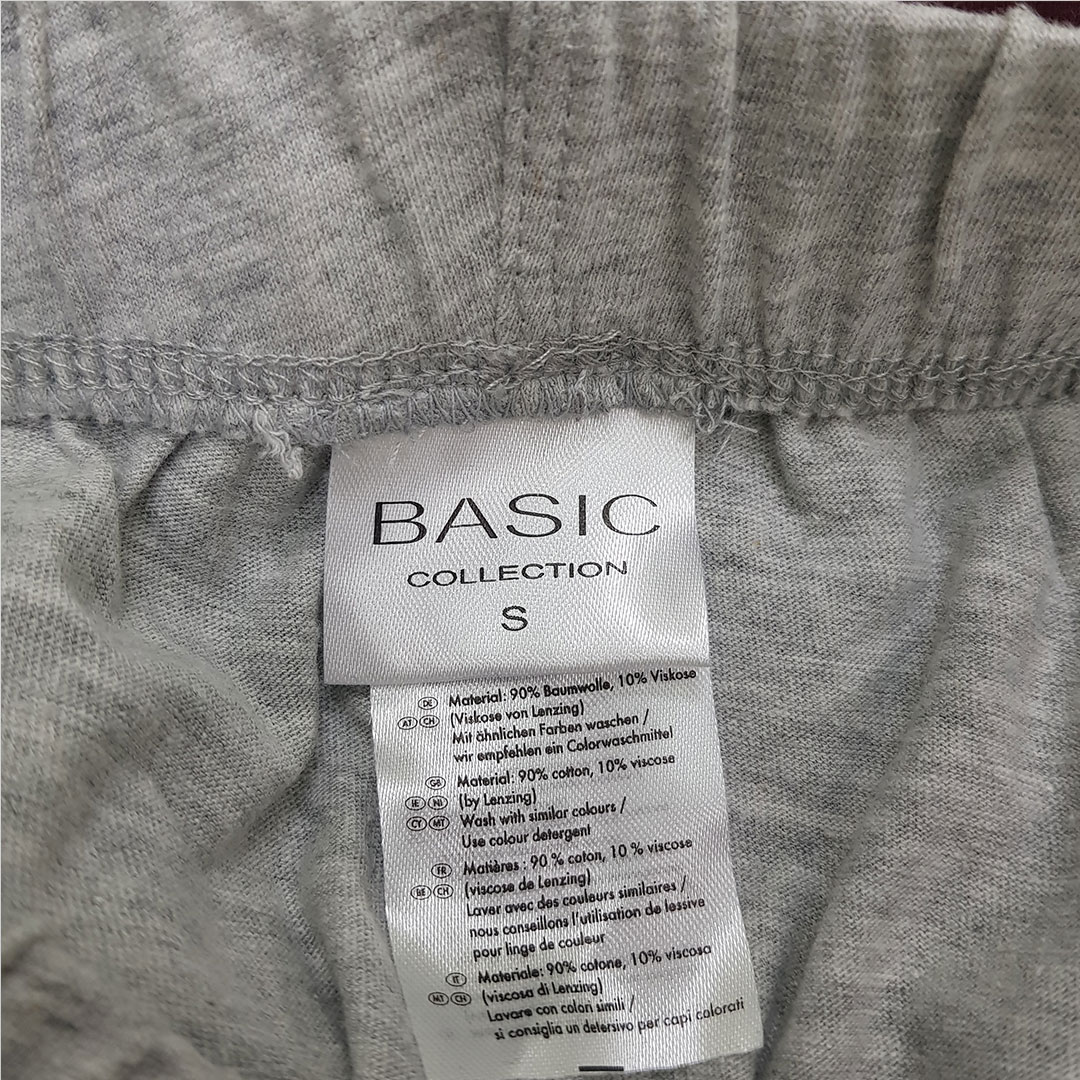 BASIC
COLLECTION
S
DE Material: 90% Baumwolle, 10% Viskose
AT CH (Viskose von Lenzing)
Mit ähnlichen Farben waschen /
wir empfehlen ein Colorwaschmittel
GB Material: 90% cotton, 10% viscose
IE NI (by Lenzing)
CY MT Wash with similar colours /
Use colour detergent
FR Matières : 90 % coton, 10 % viscose
BE CH (viscose de Lenzing)
Laver avec des couleurs similaires /
nous conseillons l'utilisation de lessive
pour linge de couleur
IT Materiale: 90% cotone, 10% viscosa
MT CH (viscosa di Lenzing)
Lavare con colori simili /
si consiglia un detersivo per capi colorati